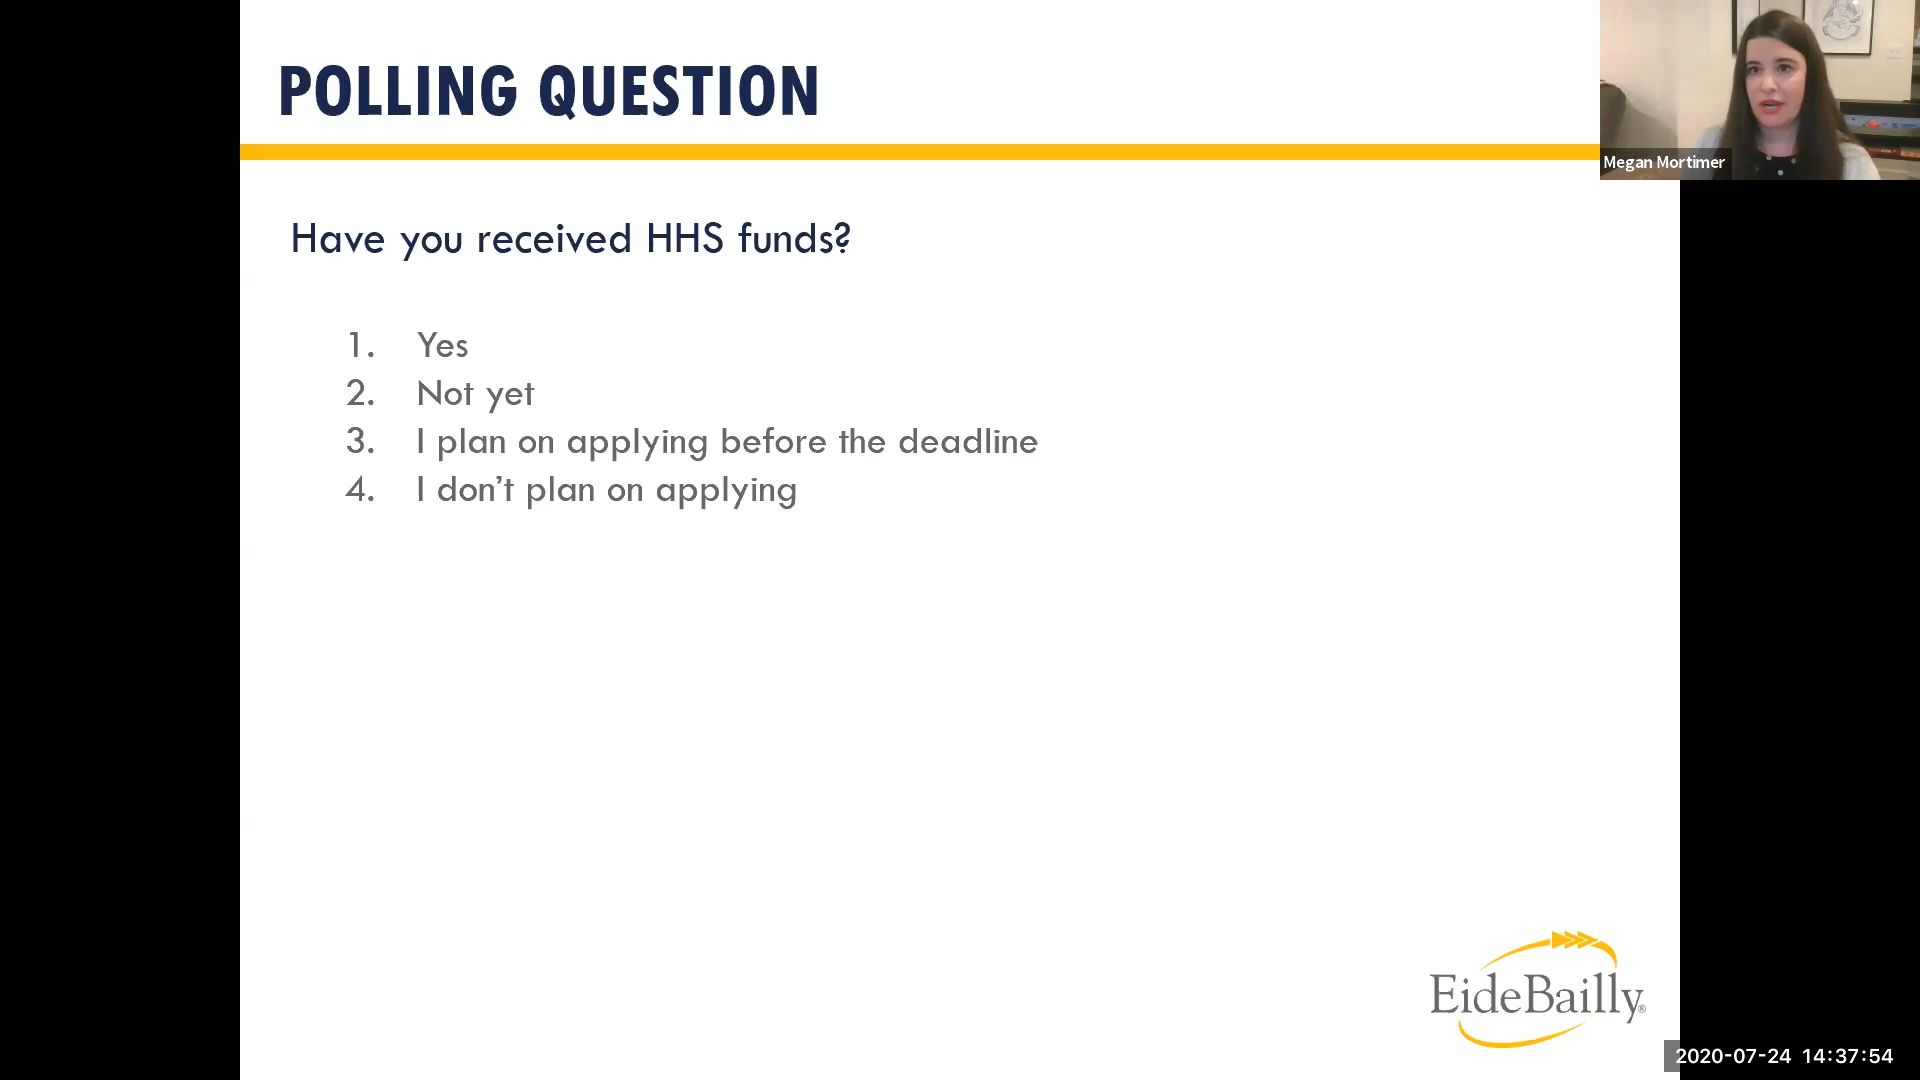 POLLING QUESTION
Megan Mortimer
Have you received HHS funds?
1. Yes
2. Not yet
3. I plan on applying before the deadline
4. I don’t plan on applying
EideBailly®
2020-07-24 14:37:54